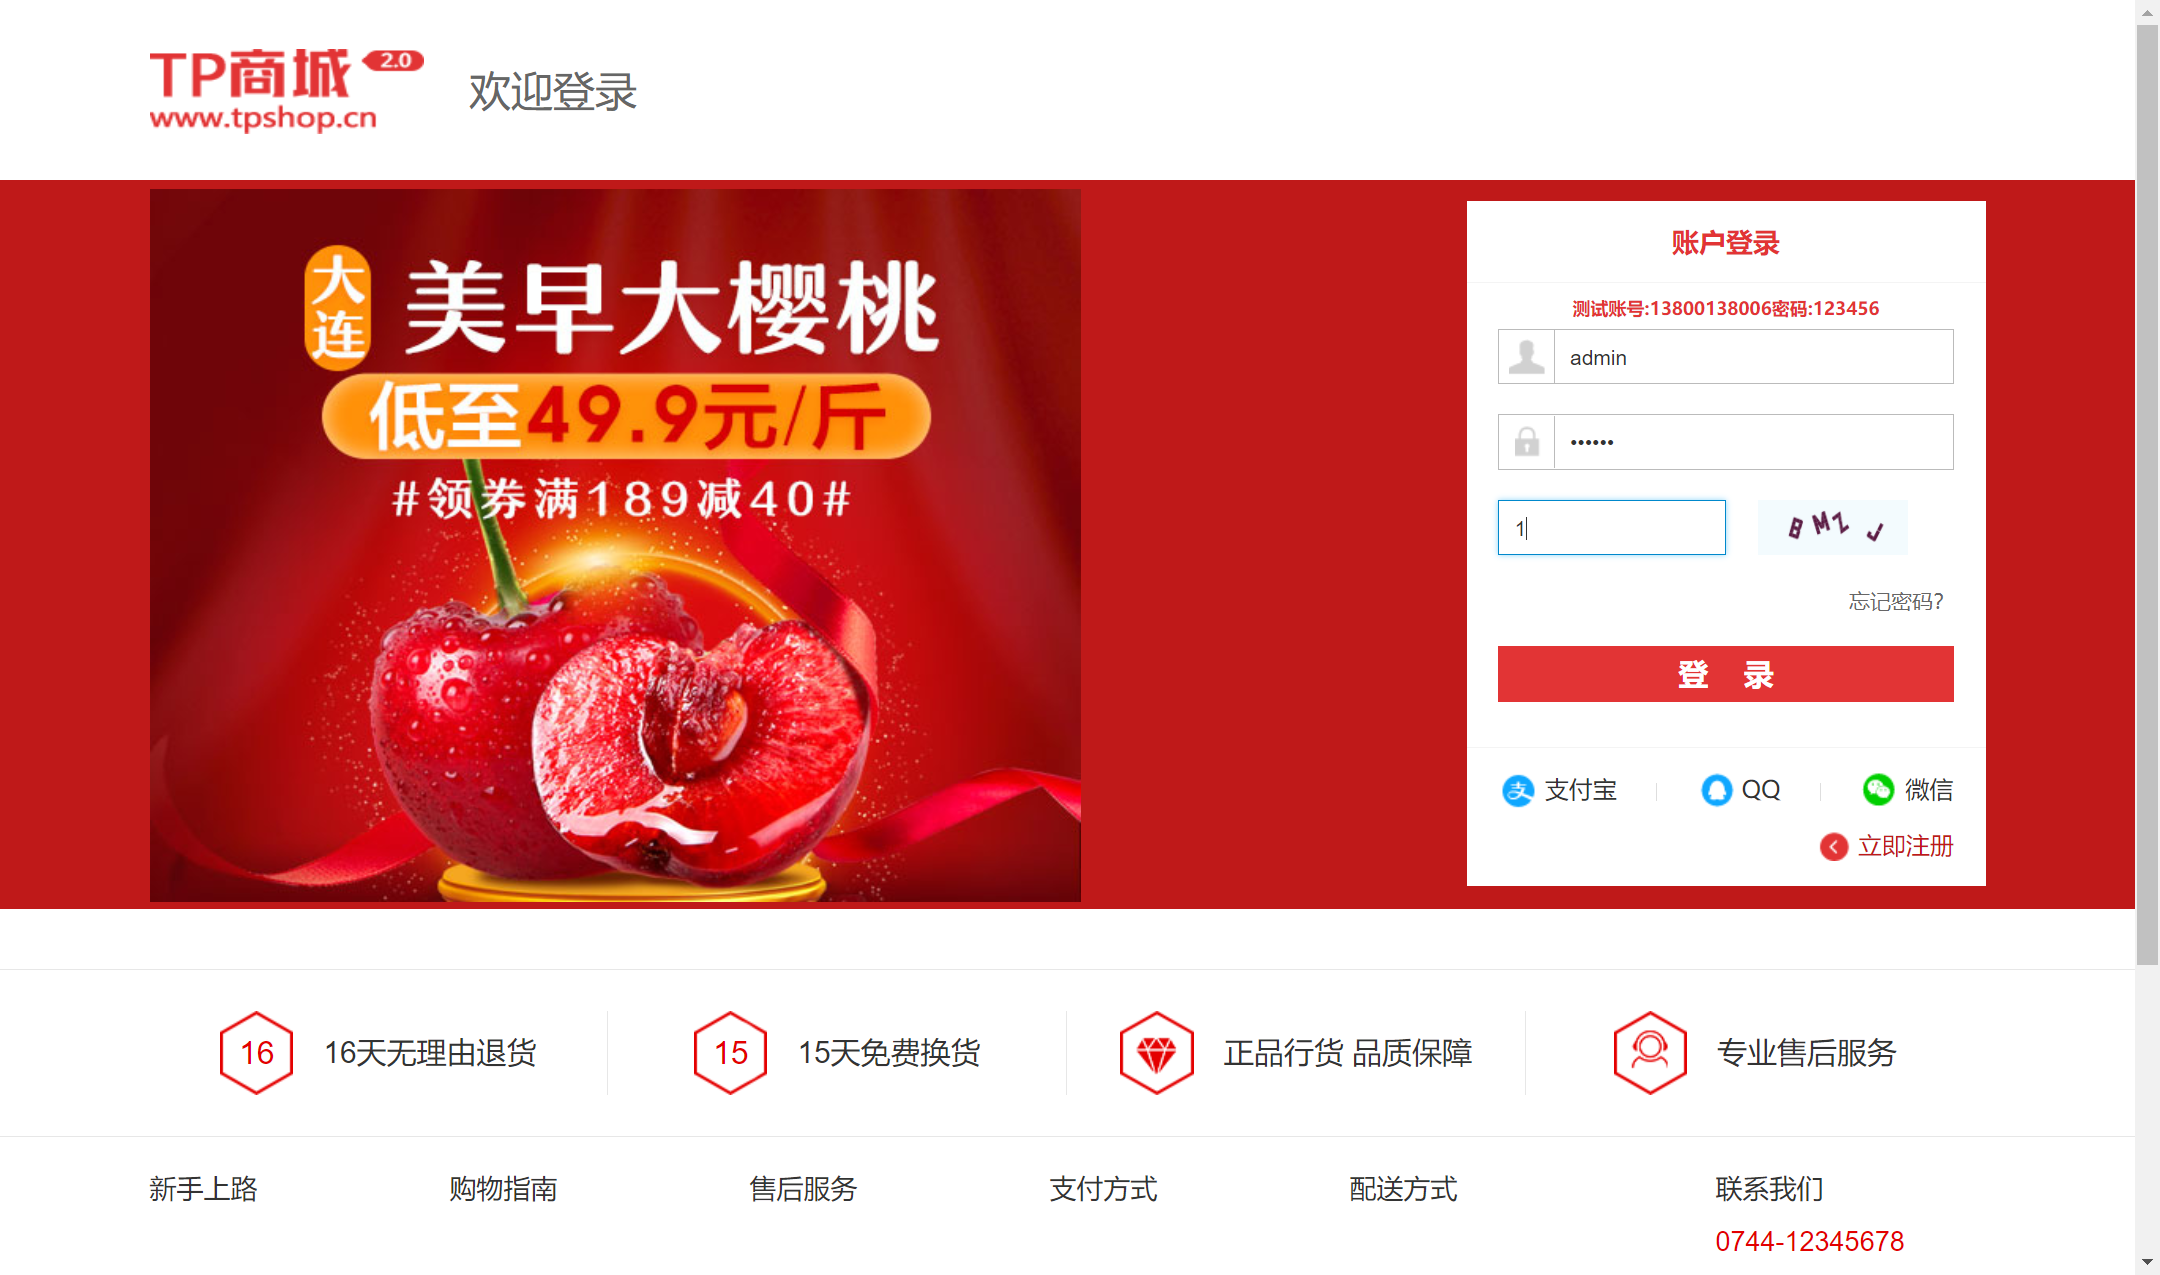 TP商城 2.0
www.tpshop.cn
欢迎登录
大连
美早大樱桃
低至49.9元/斤
#领券满189减40#
账户登录
测试账号:13800138006密码:123456
admin
••••••
1
忘记密码?
登 录
支付宝
QQ
微信
立即注册
16
16天无理由退货
15
15天免费换货
正品行货 品质保障
专业售后服务
新手上路
购物指南
售后服务
支付方式
配送方式
联系我们
0744-12345678